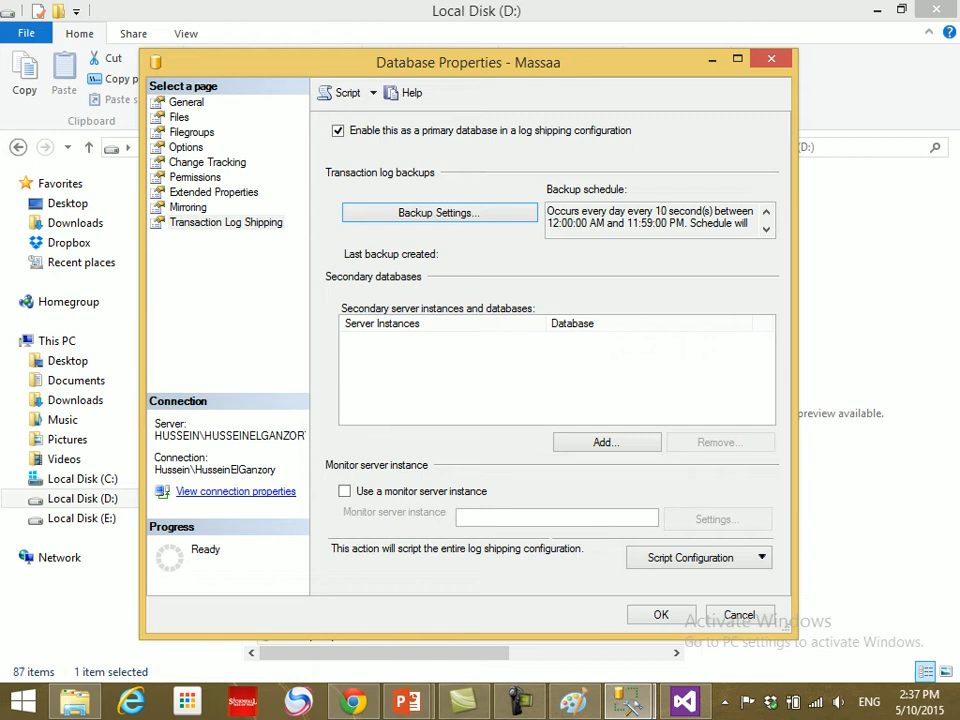 Local Disk (D:)
File
Home
Share
View
Copy
Paste
Cut
Copy p
Paste s
Clipboard
(D:)
Favorites
Desktop
Downloads
Dropbox
Recent places
Homegroup
This PC
Desktop
Documents
Downloads
Music
Pictures
Videos
Local Disk (C:)
Local Disk (D:)
Local Disk (E:)
Network
preview available.
Database Properties - Massaa
Select a page
General
Files
Filegroups
Options
Change Tracking
Permissions
Extended Properties
Mirroring
Transaction Log Shipping
Connection
Server:
HUSSEIN\HUSSEINELGANZOR
Connection:
Hussein\HusseinElGanzory
View connection properties
Progress
Ready
Script
Help
Enable this as a primary database in a log shipping configuration
Transaction log backups
Backup Settings...
Backup schedule:
Occurs every day every 10 second(s) between
12:00:00 AM and 11:59:00 PM. Schedule will
Last backup created:
Secondary databases
Secondary server instances and databases:
Server Instances
Database
Add...
Remove...
Monitor server instance
Use a monitor server instance
Monitor server instance
Settings...
This action will script the entire log shipping configuration.
Script Configuration
OK
Cancel
Activate Windows
Go to PC settings to activate Windows.
87 items
1 item selected
ENG
2:37 PM
5/10/2015